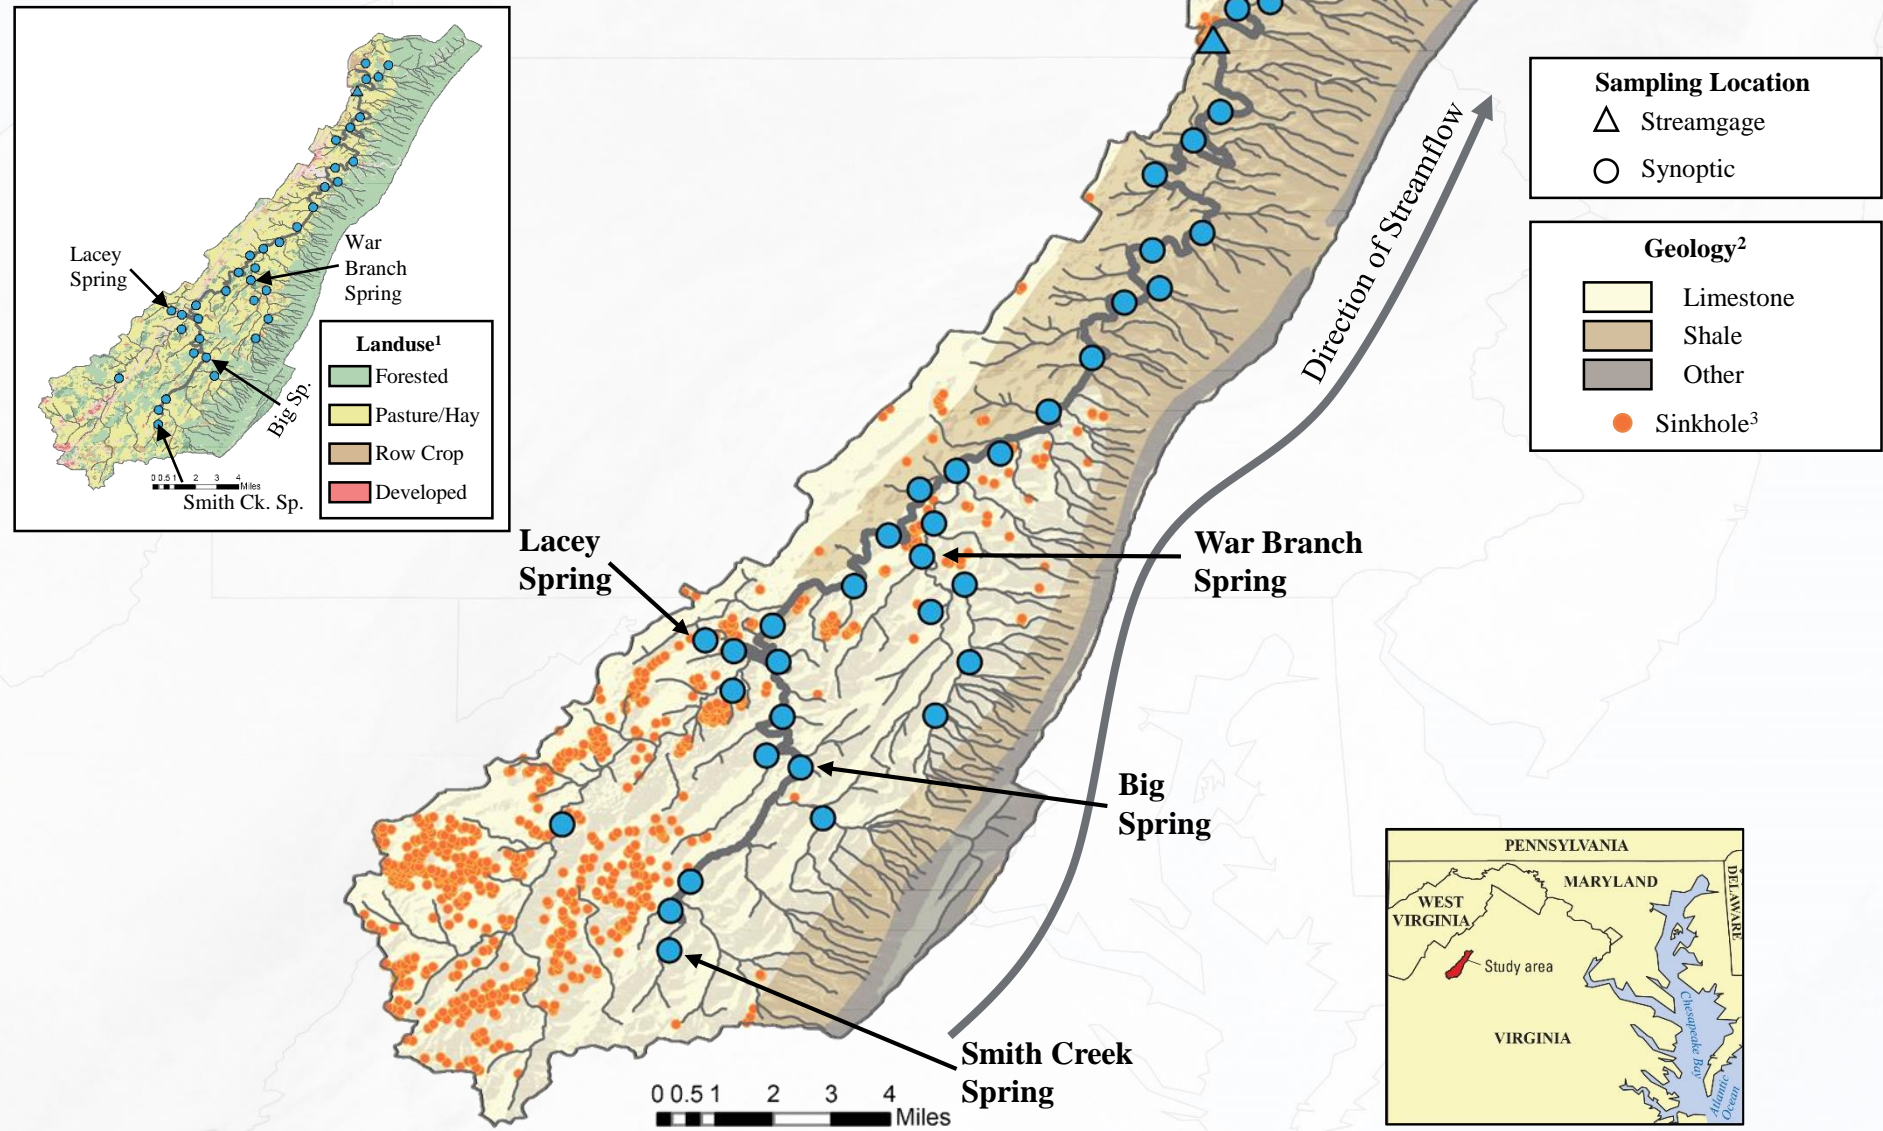 Lacey
Spring
War
Branch
Spring
Big Sp.
Smith Ck. Sp.
0 0.5 1 2 3 4
Miles
Landuse¹
Forested
Pasture/Hay
Row Crop
Developed
Sampling Location
Streamgage
Synoptic
Geology²
Limestone
Shale
Other
Sinkhole³
Direction of Streamflow
Lacey
Spring
War Branch
Spring
Big
Spring
Smith Creek
Spring
0 0.5 1 2 3 4
Miles
PENNSYLVANIA
MARYLAND
DELAWARE
WEST
VIRGINIA
Study area
VIRGINIA
Chesapeake Bay
Atlantic
Ocean